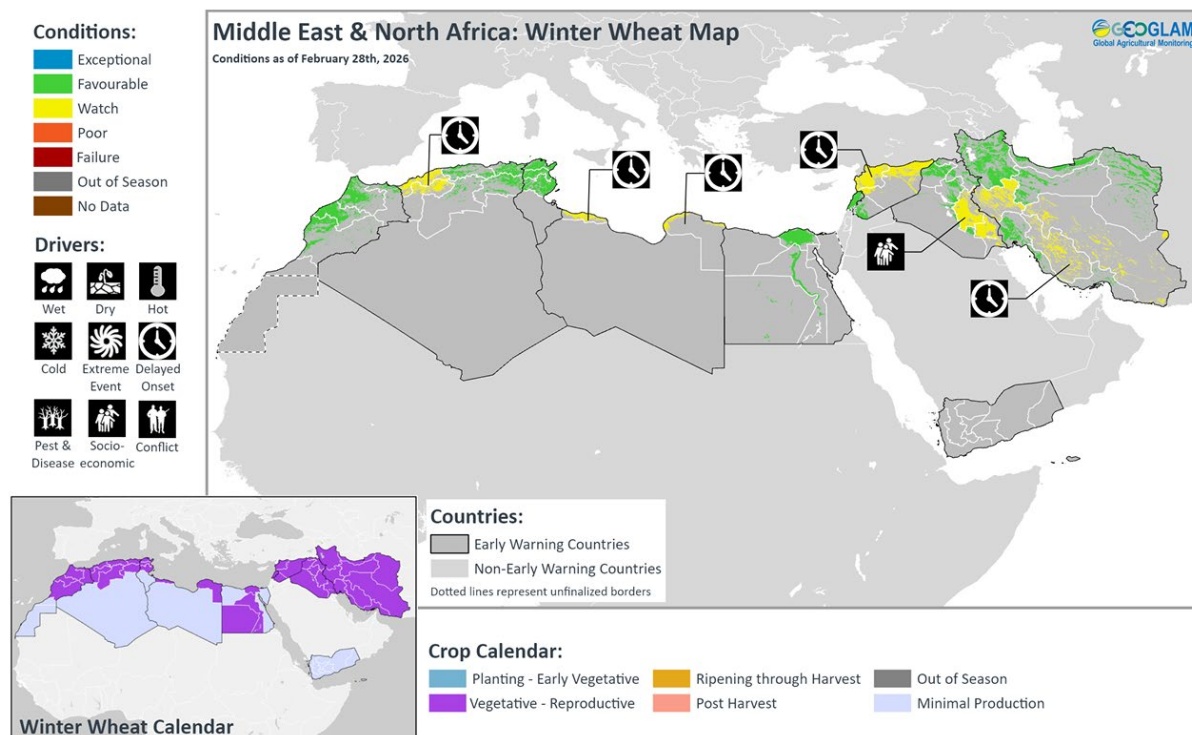 Conditions:
Exceptional
Favourable
Watch
Poor
Failure
Out of Season
No Data
Drivers:
Wet
Dry
Hot
Cold
Extreme
Event
Delayed
Onset
Pest &
Disease
Socio-
economic
Conflict
Middle East & North Africa: Winter Wheat Map
Conditions as of February 28th, 2026
GEOGLAM
Global Agricultural Monitoring
Countries:
Early Warning Countries
Non-Early Warning Countries
Dotted lines represent unfinalized borders
Winter Wheat Calendar
Crop Calendar:
Planting - Early Vegetative
Vegetative - Reproductive
Ripening through Harvest
Post Harvest
Out of Season
Minimal Production